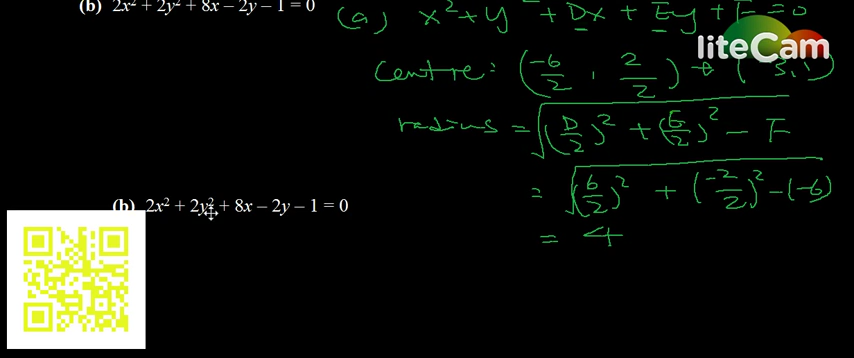 (b) 2x² + 2y² + 8x – 2y – 1 = 0
(a) x² + y² + Dx + Ey + F = 0
liteCam
centre: (-6/2, 2/2) → (-3, 1)
radius = √((D/2)² + (E/2)² - F)
= √((6/2)² + (-2/2)² - (-6))
= 4
(b) 2x² + 2y² + 8x – 2y – 1 = 0